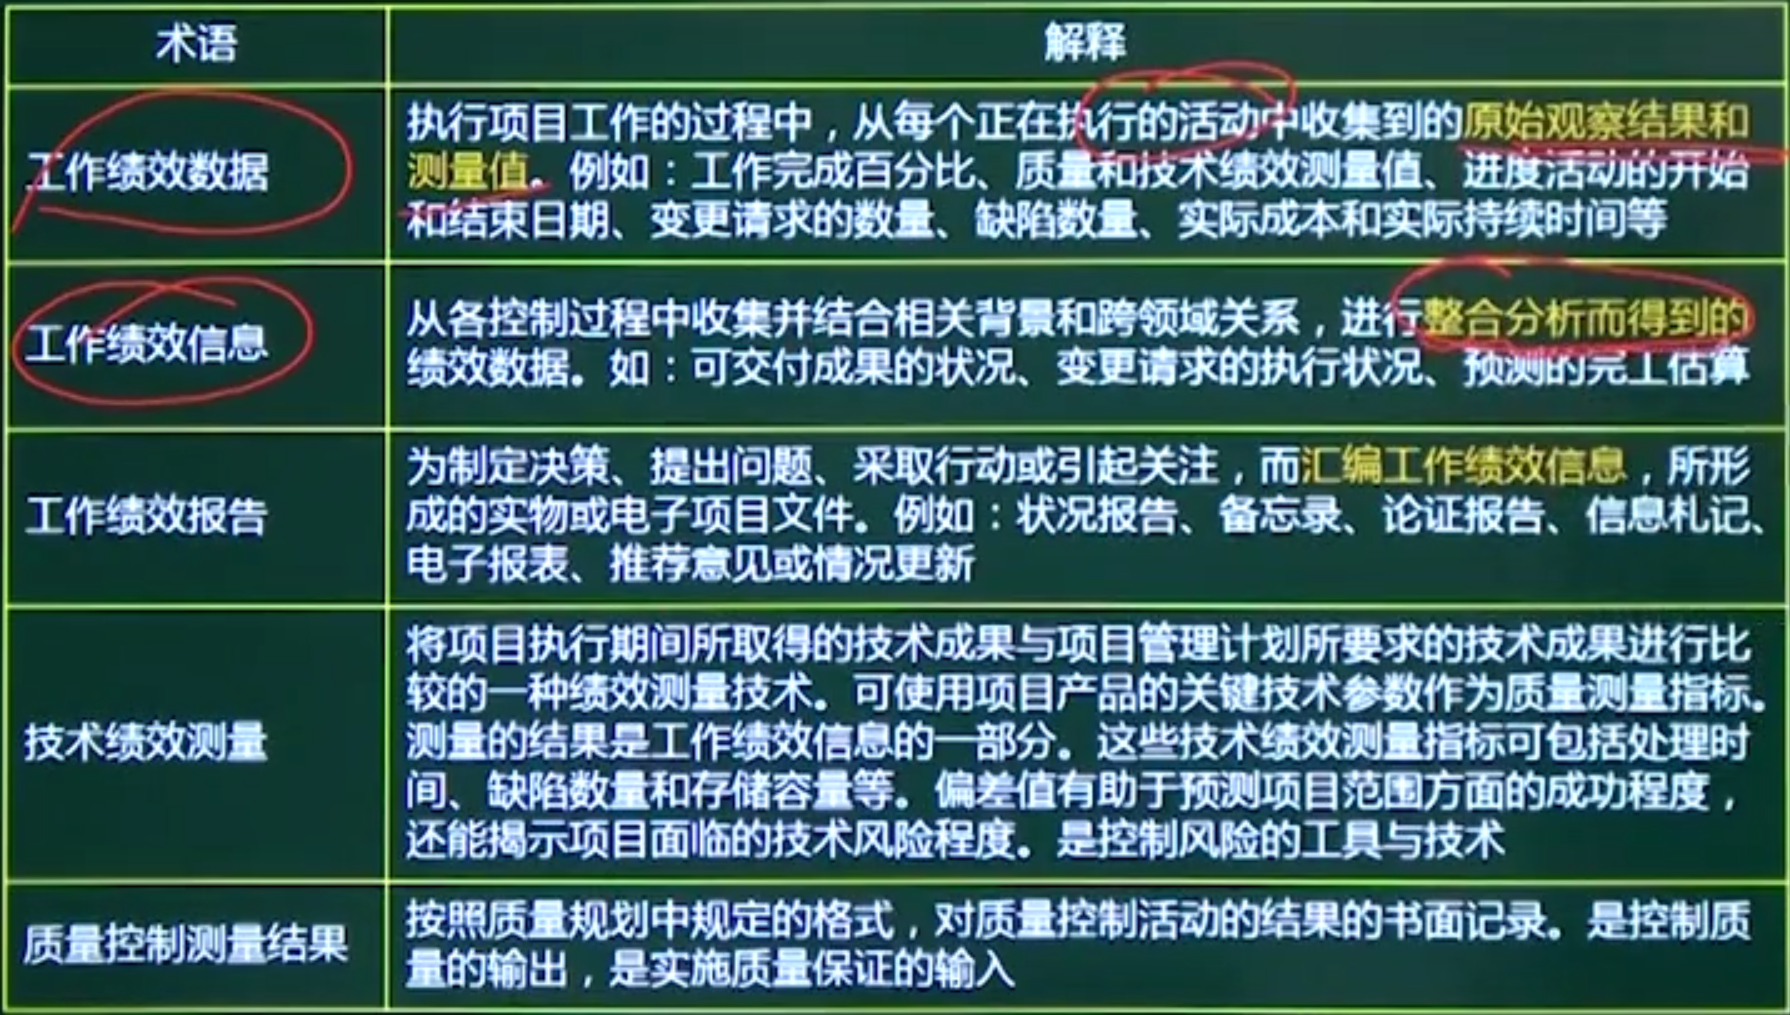 术语
解释
工作绩效数据
执行项目工作的过程中，从每个正在执行的活动中收集到的原始观察结果和
测量值。例如：工作完成百分比、质量和技术绩效测量值、进度活动的开始
和结束日期、变更请求的数量、缺陷数量、实际成本和实际持续时间等
工作绩效信息
从各控制过程中收集并结合相关背景和跨领域关系，进行整合分析而得到的
绩效数据。如：可交付成果的状况、变更请求的执行状况、预测的完工估算
工作绩效报告
为制定决策、提出问题、采取行动或引起关注，而汇编工作绩效信息，所形
成的实物或电子项目文件。例如：状况报告、备忘录、论证报告、信息札记、
电子报表、推荐意见或情况更新
技术绩效测量
将项目执行期间所取得的技术成果与项目管理计划所要求的技术成果进行比
较的一种绩效测量技术。可使用项目产品的关键技术参数作为质量测量指标。
测量的结果是工作绩效信息的一部分。这些技术绩效测量指标可包括处理时
间、缺陷数量和存储容量等。偏差值有助于预测项目范围方面的成功程度，
还能揭示项目面临的技术风险程度。是控制风险的工具与技术
质量控制测量结果
按照质量规划中规定的格式，对质量控制活动的结果的书面记录。是控制质
量的输出，是实施质量保证的输入